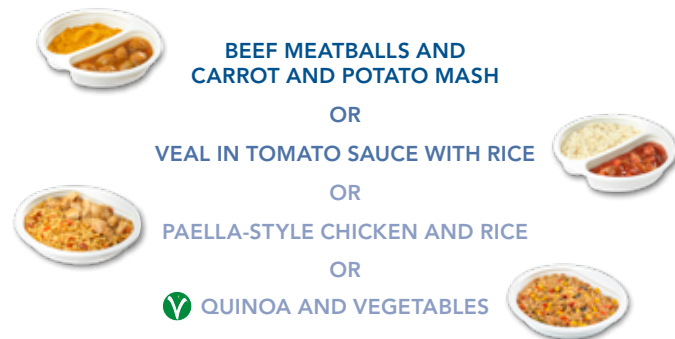 BEEF MEATBALLS AND
CARROT AND POTATO MASH
OR
VEAL IN TOMATO SAUCE WITH RICE
OR
PAELLA-STYLE CHICKEN AND RICE
OR
V QUINOA AND VEGETABLES